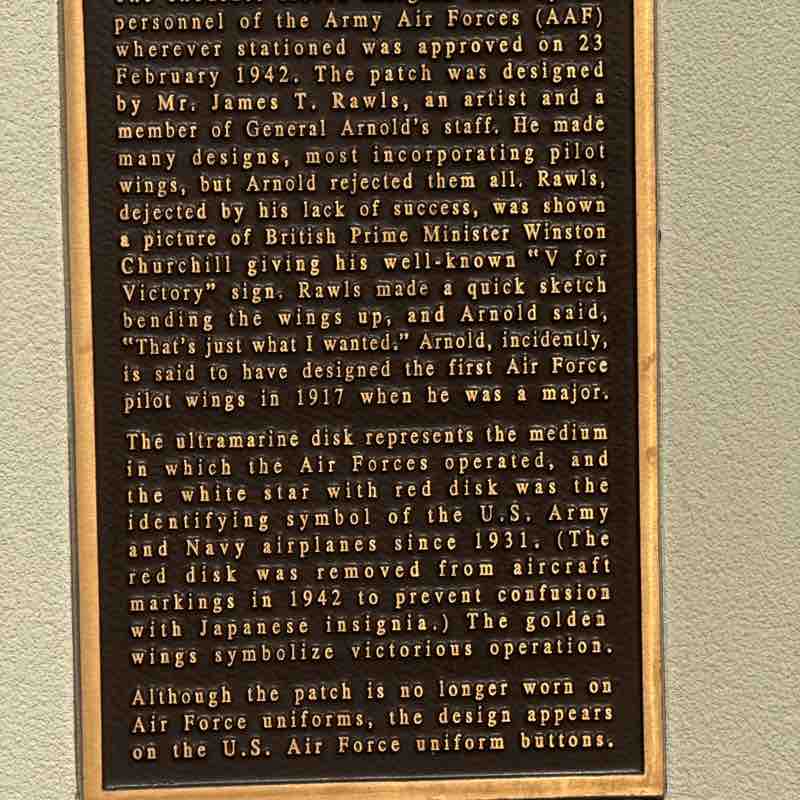 personnel of the Army Air Forces (AAF)
wherever stationed was approved on 23
February 1942. The patch was designed
by Mr. James T. Rawls, an artist and a
member of General Arnold's staff. He made
many designs, most incorporating pilot
wings, but Arnold rejected them all. Rawls,
dejected by his lack of success, was shown
a picture of British Prime Minister Winston
Churchill giving his well-known "V for
Victory" sign. Rawls made a quick sketch
bending the wings up, and Arnold said,
"That's just what I wanted." Arnold, incidently,
is said to have designed the first Air Force
pilot wings in 1917 when he was a major.
The ultramarine disk represents the medium
in which the Air Forces operated, and
the white star with red disk was the
identifying symbol of the U.S. Army
and Navy airplanes since 1931. (The
red disk was removed from aircraft
markings in 1942 to prevent confusion
with Japanese insignia.) The golden
wings symbolize victorious operation.
Although the patch is no longer worn on
Air Force uniforms, the design appears
on the U.S. Air Force uniform buttons.